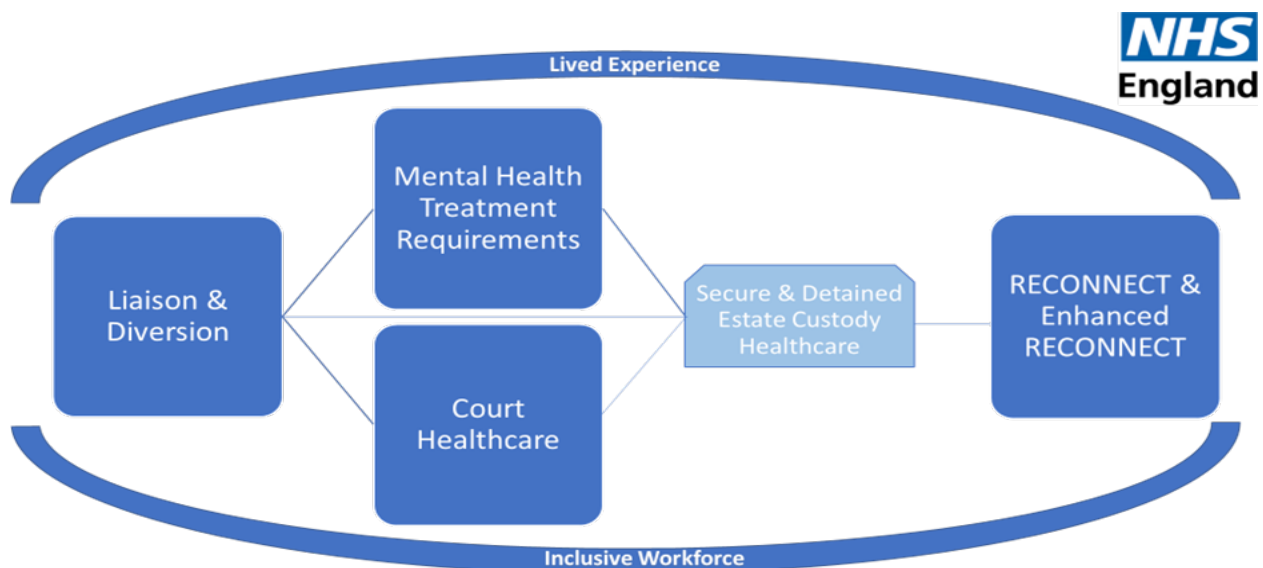 NHS
England
Lived Experience
Mental Health
Treatment
Requirements
Liaison &
Diversion
Court
Healthcare
Secure & Detained
Estate Custody
Healthcare
RECONNECT &
Enhanced
RECONNECT
Inclusive Workforce